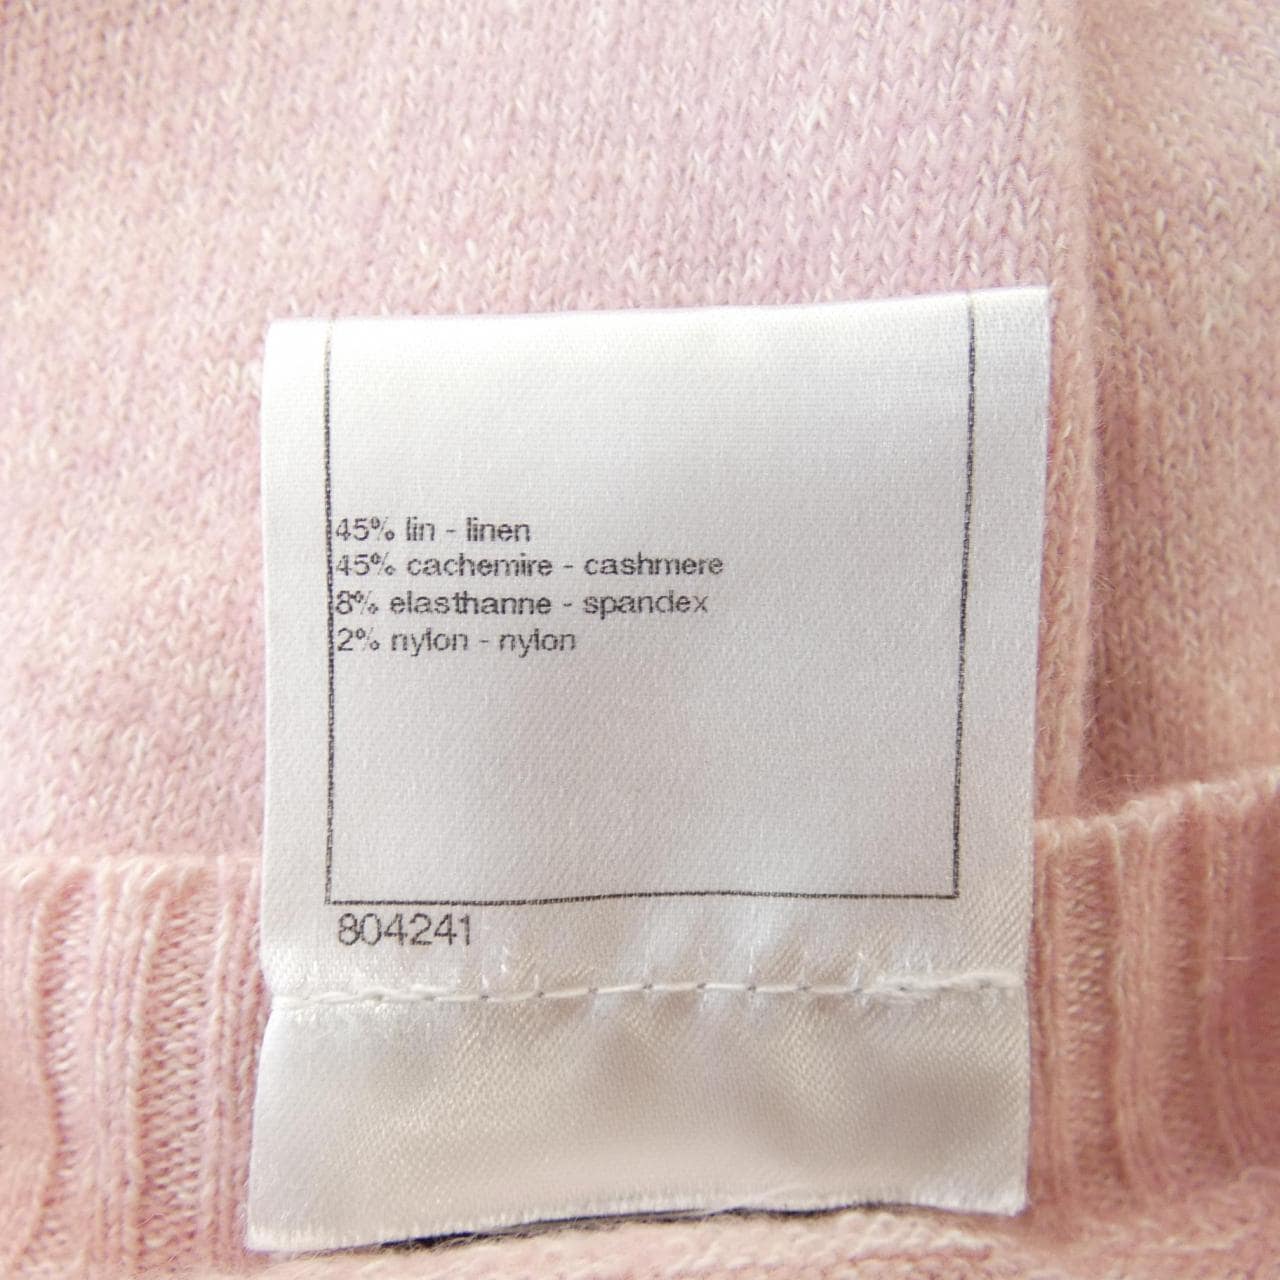 45% lin - linen
45% cachemire - cashmere
8% elasthanne - spandex
2% nylon - nylon
804241